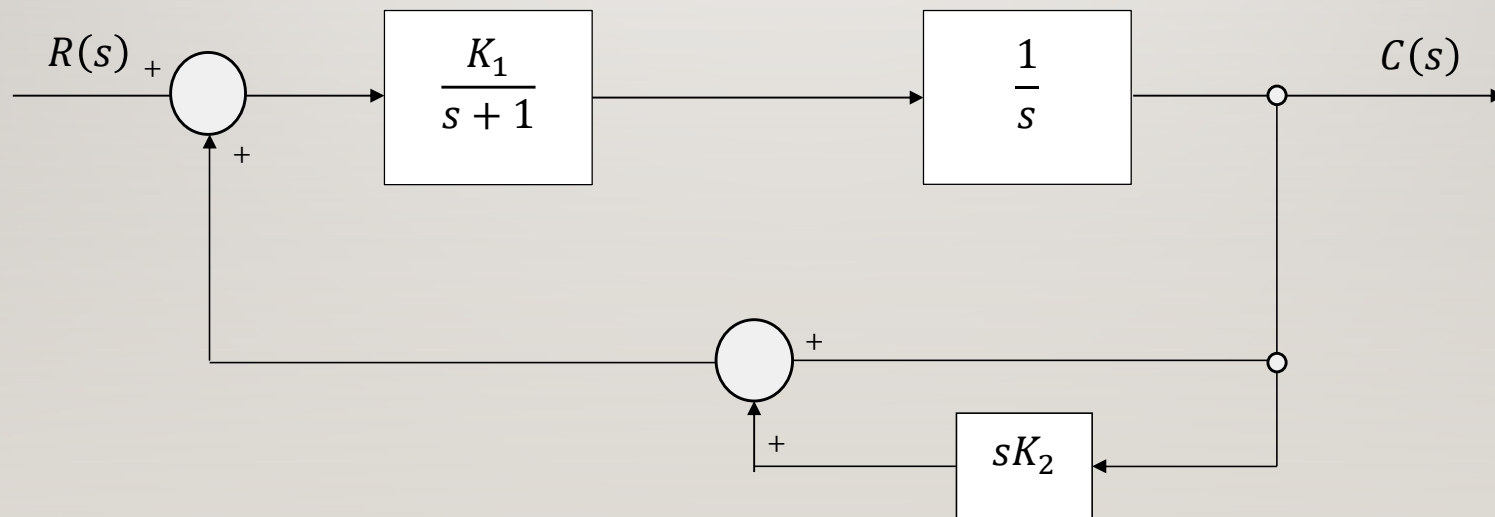 R(s)
+
K₁
s + 1
1
s
C(s)
+
+
+
sK₂